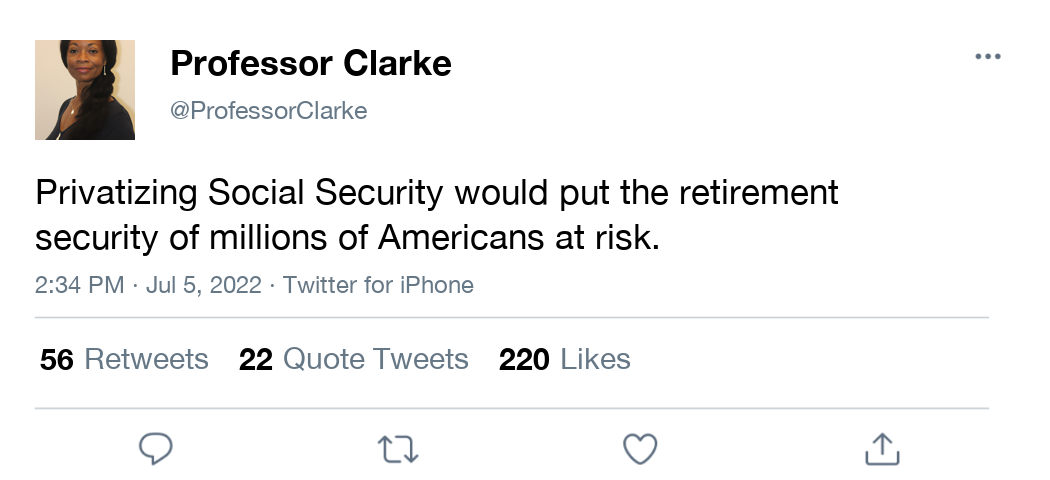 Professor Clarke
@ProfessorClarke
Privatizing Social Security would put the retirement
security of millions of Americans at risk.
2:34 PM · Jul 5, 2022 · Twitter for iPhone
56 Retweets 22 Quote Tweets 220 Likes